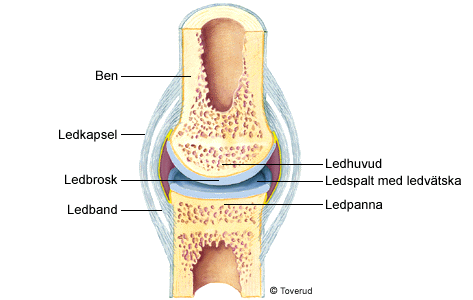 Ben
Ledkapsel
Ledhuvud
Ledbrosk
Ledspalt med ledvätska
Ledband
Ledpanna
© Toverud